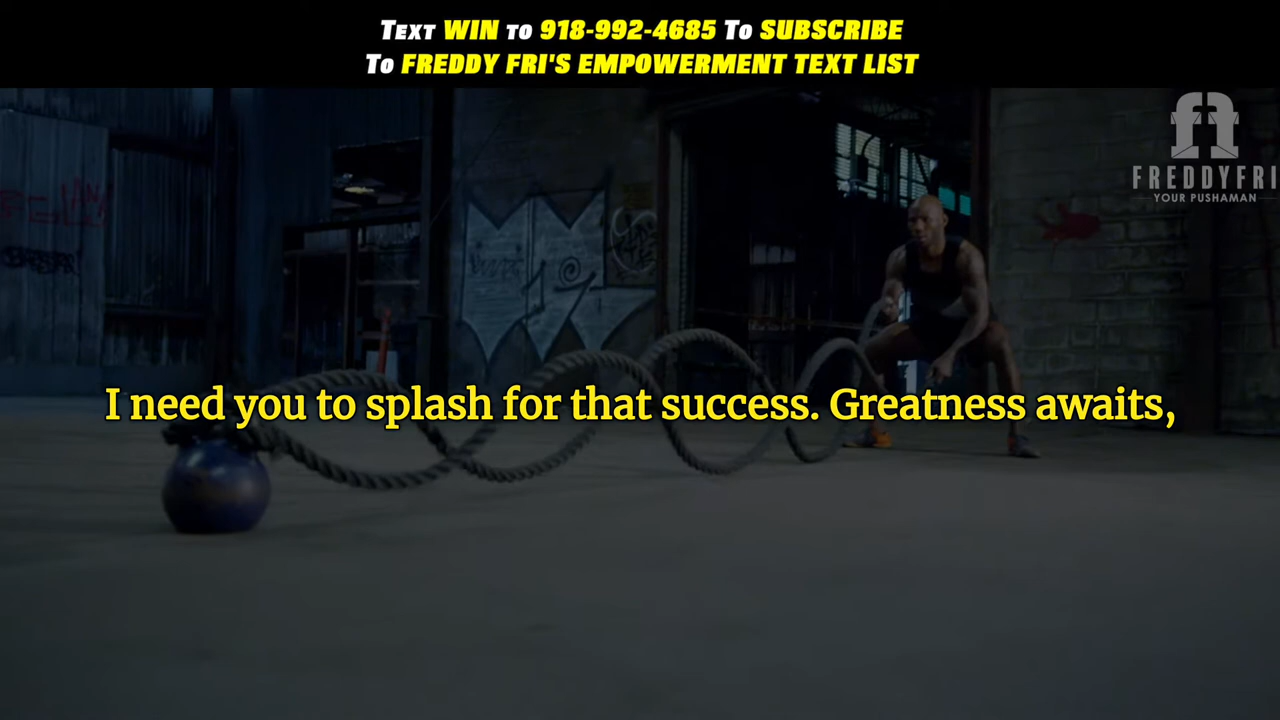 Text WIN to 918-992-4685 To SUBSCRIBE
To FREDDY FRI'S EMPOWERMENT TEXT LIST
FREDDYFRI
YOUR PUSHAMAN
I need you to splash for that success. Greatness awaits,